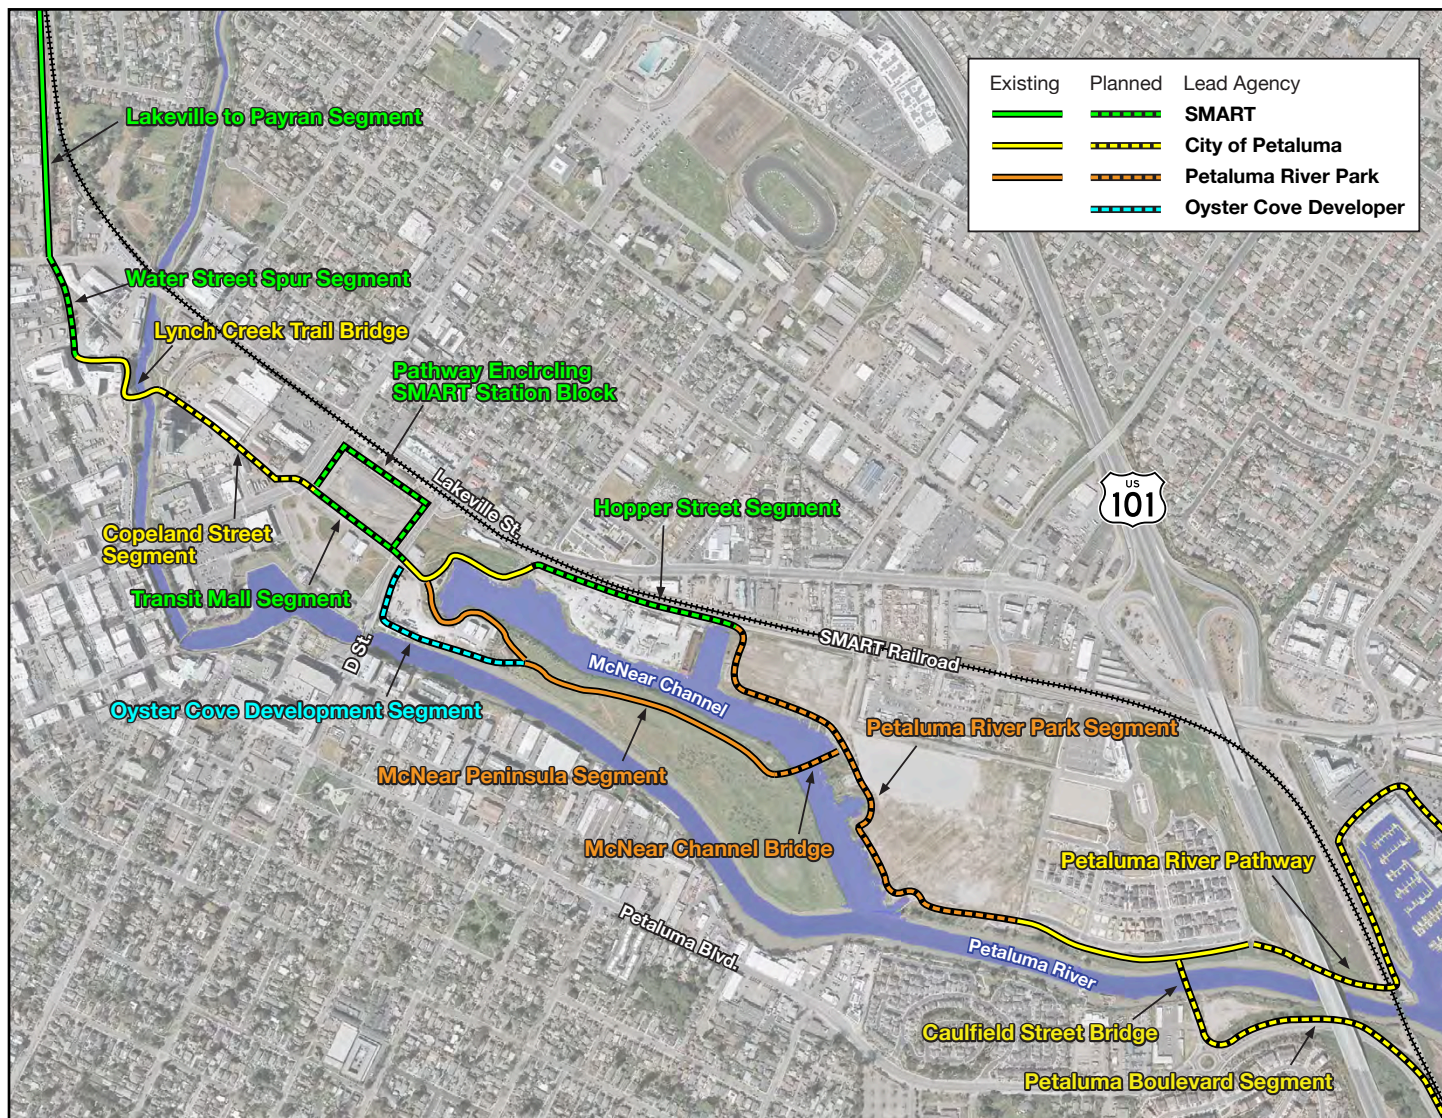 Existing Planned Lead Agency
SMART
City of Petaluma
Petaluma River Park
Oyster Cove Developer
Lakeville to Payran Segment
Water Street Spur Segment
Lynch Creek Trail Bridge
Pathway Encircling
SMART Station Block
Lakeville St.
US
101
Hopper Street Segment
Copeland Street
Segment
Transit Mall Segment
D St.
SMART Railroad
McNear Channel
Oyster Cove Development Segment
Petaluma River Park Segment
McNear Peninsula Segment
McNear Channel Bridge
Petaluma River Pathway
Petaluma Blvd.
Petaluma River
Caulfield Street Bridge
Petaluma Boulevard Segment